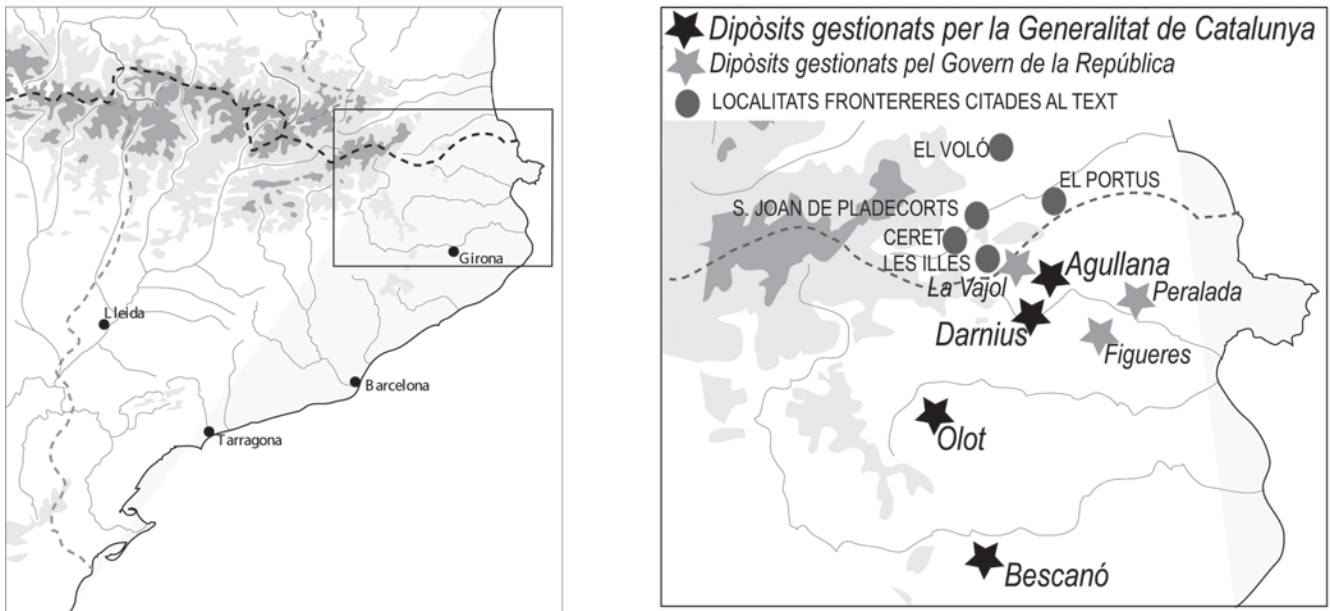 Girona
Lleida
Barcelona
Tarragona
Dipòsits gestionats per la Generalitat de Catalunya
Dipòsits gestionats pel Govern de la República
LOCALITATS FRONTERERES CITADES AL TEXT
EL VOLÓ
EL PORTUS
S. JOAN DE PLADECORTS
CERET
LES ILLES
Agullana
La Vajol
Peralada
Darnius
Figueres
Olot
Bescanó